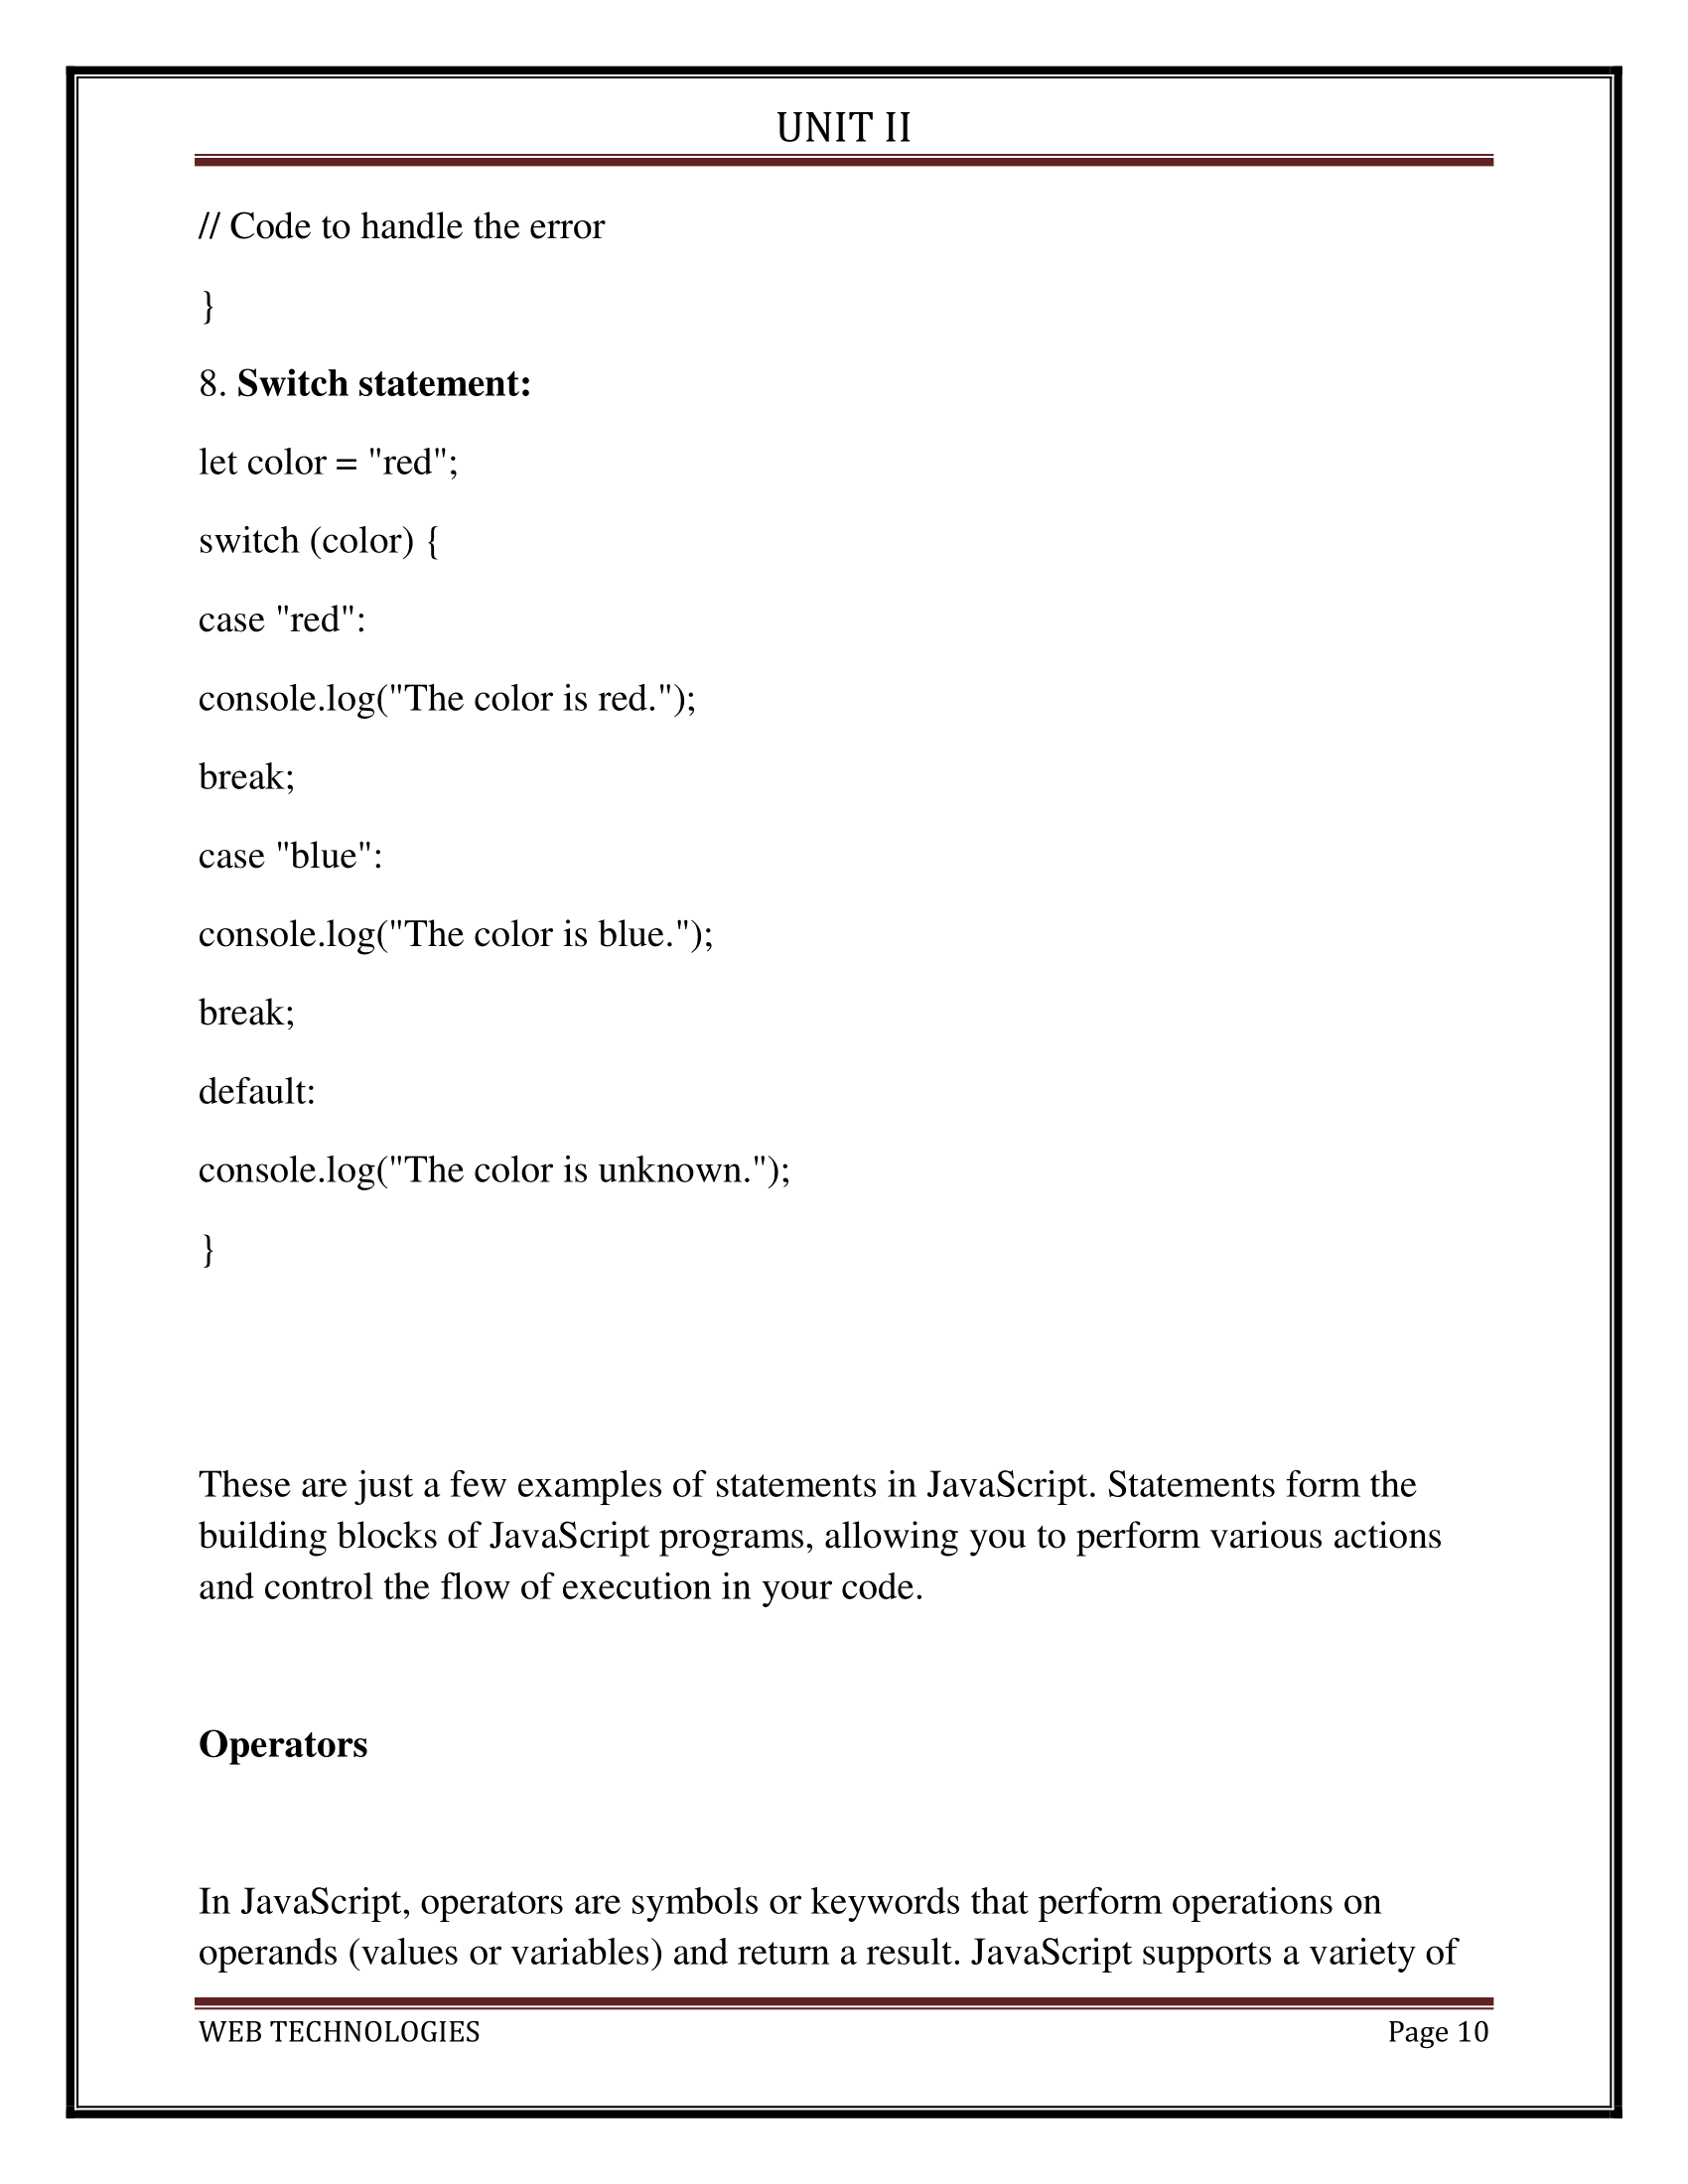 UNIT II
// Code to handle the error
}
8. Switch statement:
let color = "red";
switch (color) {
case "red":
console.log("The color is red.");
break;
case "blue":
console.log("The color is blue.");
break;
default:
console.log("The color is unknown.");
}
These are just a few examples of statements in JavaScript. Statements form the
building blocks of JavaScript programs, allowing you to perform various actions
and control the flow of execution in your code.
Operators
In JavaScript, operators are symbols or keywords that perform operations on
operands (values or variables) and return a result. JavaScript supports a variety of
WEB TECHNOLOGIES Page 10